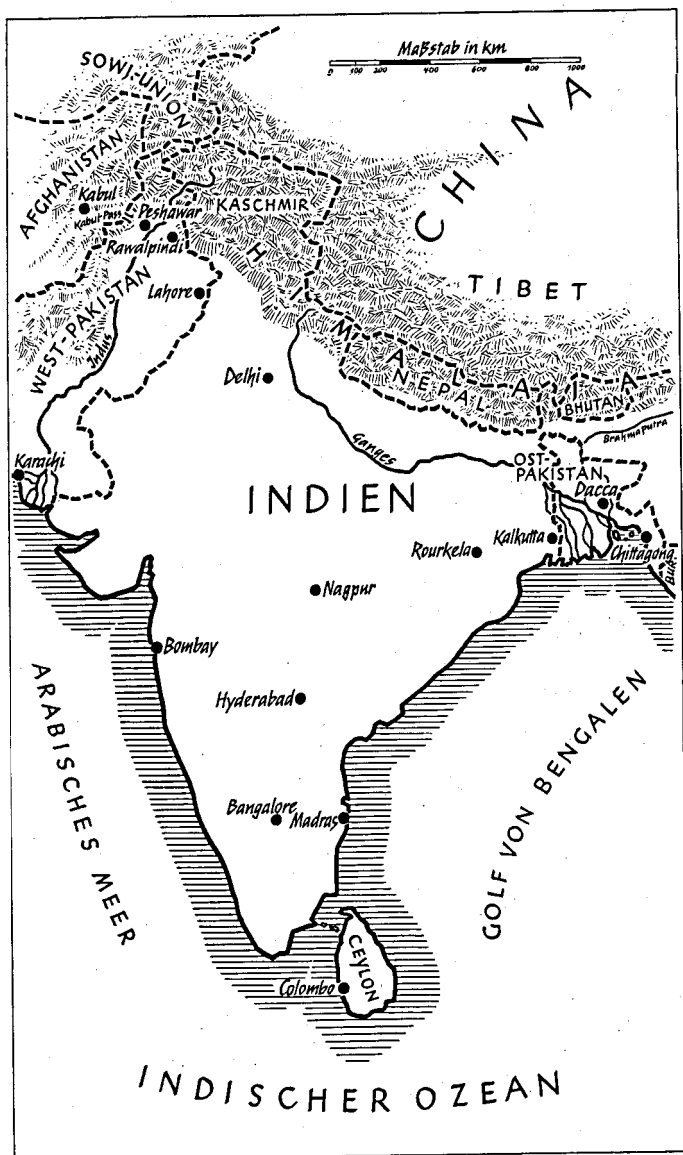 Maßstab in km
0 100 200 400 600 800 1000
SOWJ-UNION
CHINA
AFGHANISTAN
Kabul
Kabul-Pass
Peshawar
KASCHMIR
Rawalpindi
TIBET
Lahore
HIMALAIA
WEST-PAKISTAN
Indus
NEPAL
Delhi
BHUTAN
Brahmaputra
Ganges
OST-
PAKISTAN
Karachi
Dacca
INDIEN
Kalkutta
Rourkela
Chittagong
Nagpur
Bombay
ARABISCHES MEER
Hyderabad
GOLF VON BENGALEN
Bangalore
Madras
CEYLON
Colombo
INDISCHER OZEAN